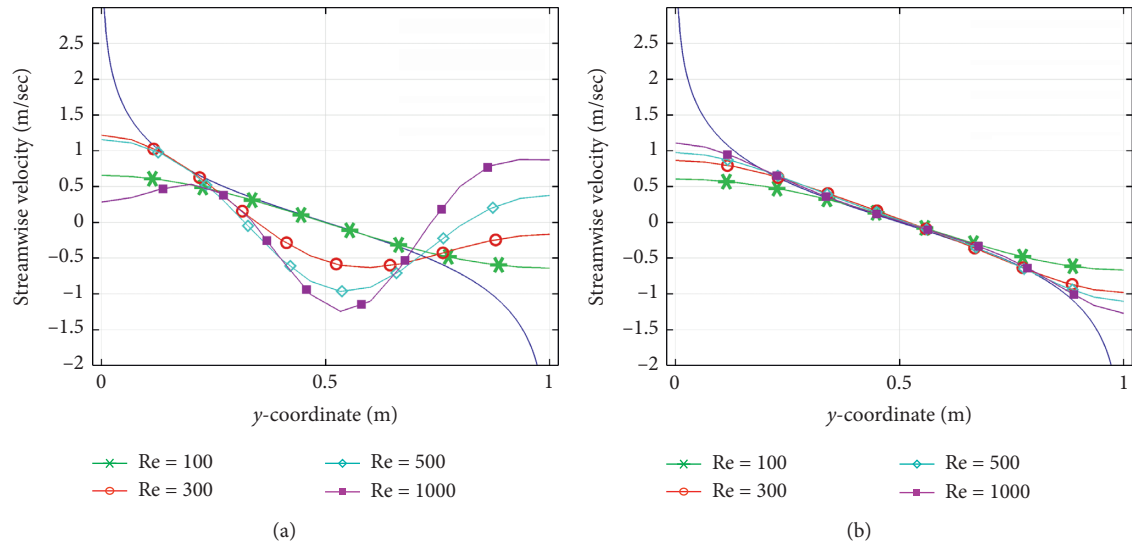 2.5
2
1.5
1
0.5
0
−0.5
−1
−1.5
−2
Streamwise velocity (m/sec)
0
0.5
1
y-coordinate (m)
Re = 100
Re = 500
Re = 300
Re = 1000
(a)
2.5
2
1.5
1
0.5
0
−0.5
−1
−1.5
−2
Streamwise velocity (m/sec)
0
0.5
1
y-coordinate (m)
Re = 100
Re = 500
Re = 300
Re = 1000
(b)